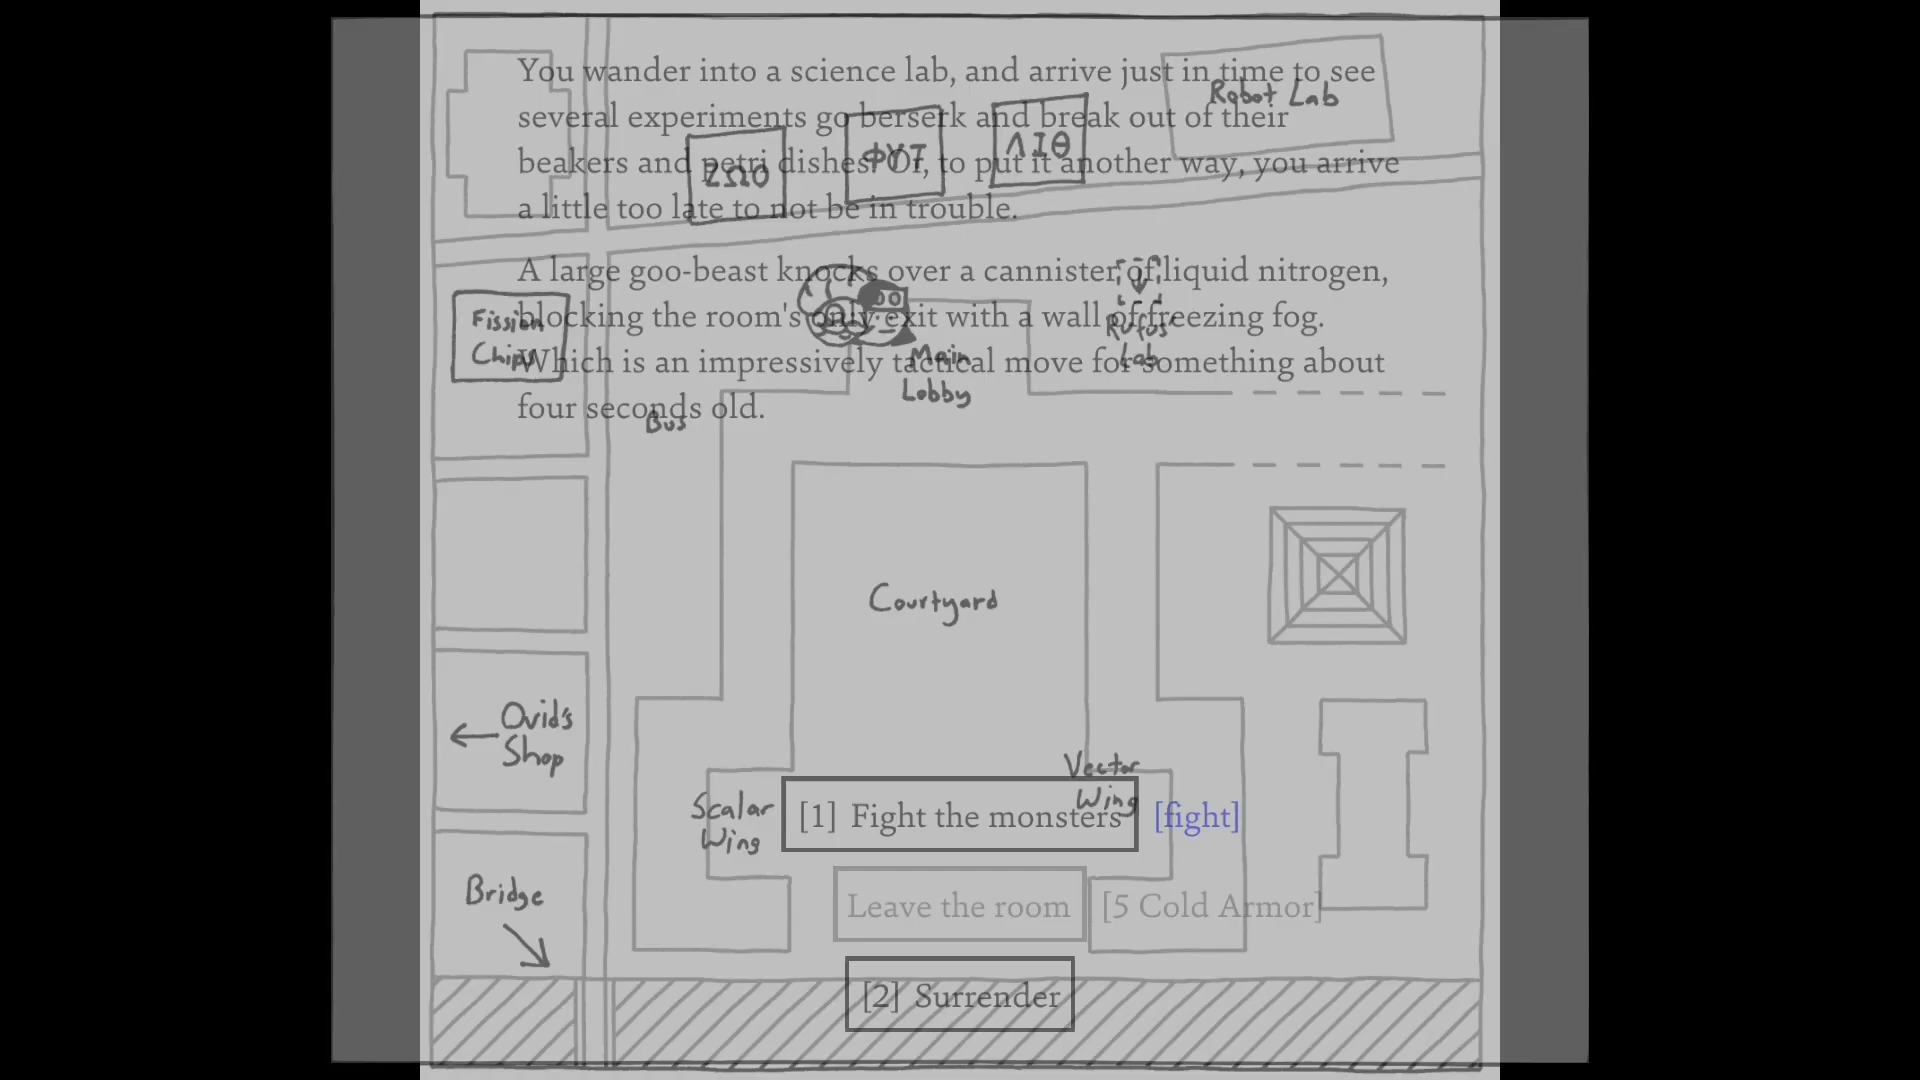 You wander into a science lab, and arrive just in time to see
several experiments go berserk and break out of their
beakers and petri dishes. Or, to put it another way, you arrive
a little too late to not be in trouble.
A large goo-beast knocks over a cannister of liquid nitrogen,
blocking the room's only exit with a wall of freezing fog.
Which is an impressively tactical move for something about
four seconds old.
Robot Lab
ΖΩΟ
ΦΥΤ
ΛΙΘ
Fission
Chips
Rufus'
Lab
Main
Lobby
Bus
Courtyard
Ovid's
Shop
Vector
Wing
Scalar
Wing
Bridge
[1] Fight the monsters [fight]
Leave the room [5 Cold Armor]
[2] Surrender